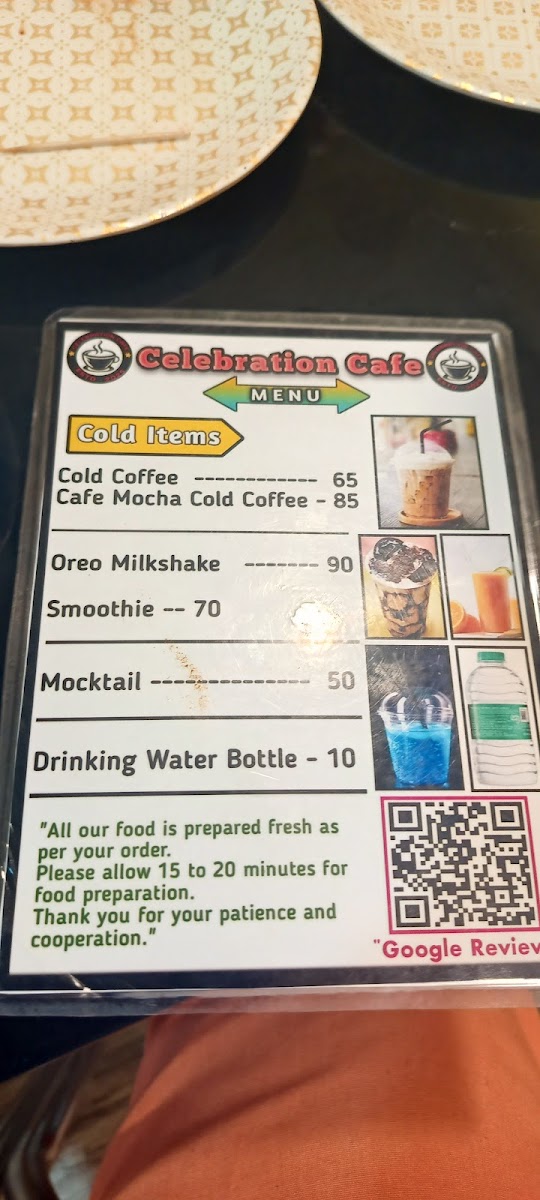 Celebration Cafe
MENU
Cold Items
Cold Coffee ------------ 65
Cafe Mocha Cold Coffee - 85
Oreo Milkshake ------- 90
Smoothie -- 70
Mocktail -------------- 50
Drinking Water Bottle - 10
"All our food is prepared fresh as
per your order.
Please allow 15 to 20 minutes for
food preparation.
Thank you for your patience and
cooperation."
"Google Review